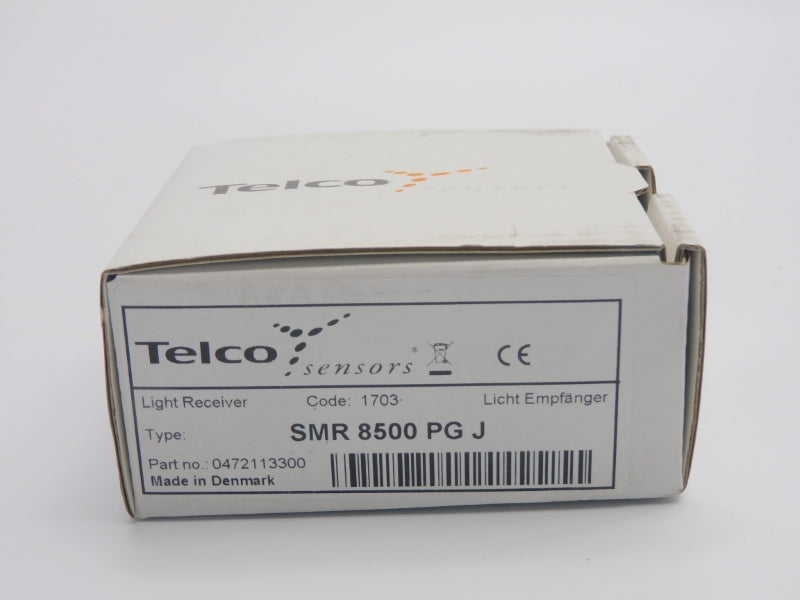 Telco sensors
Telco sensors
CE
Light Receiver Code: 1703 Licht Empfänger
Type: SMR 8500 PG J
Part no.: 0472113300
Made in Denmark